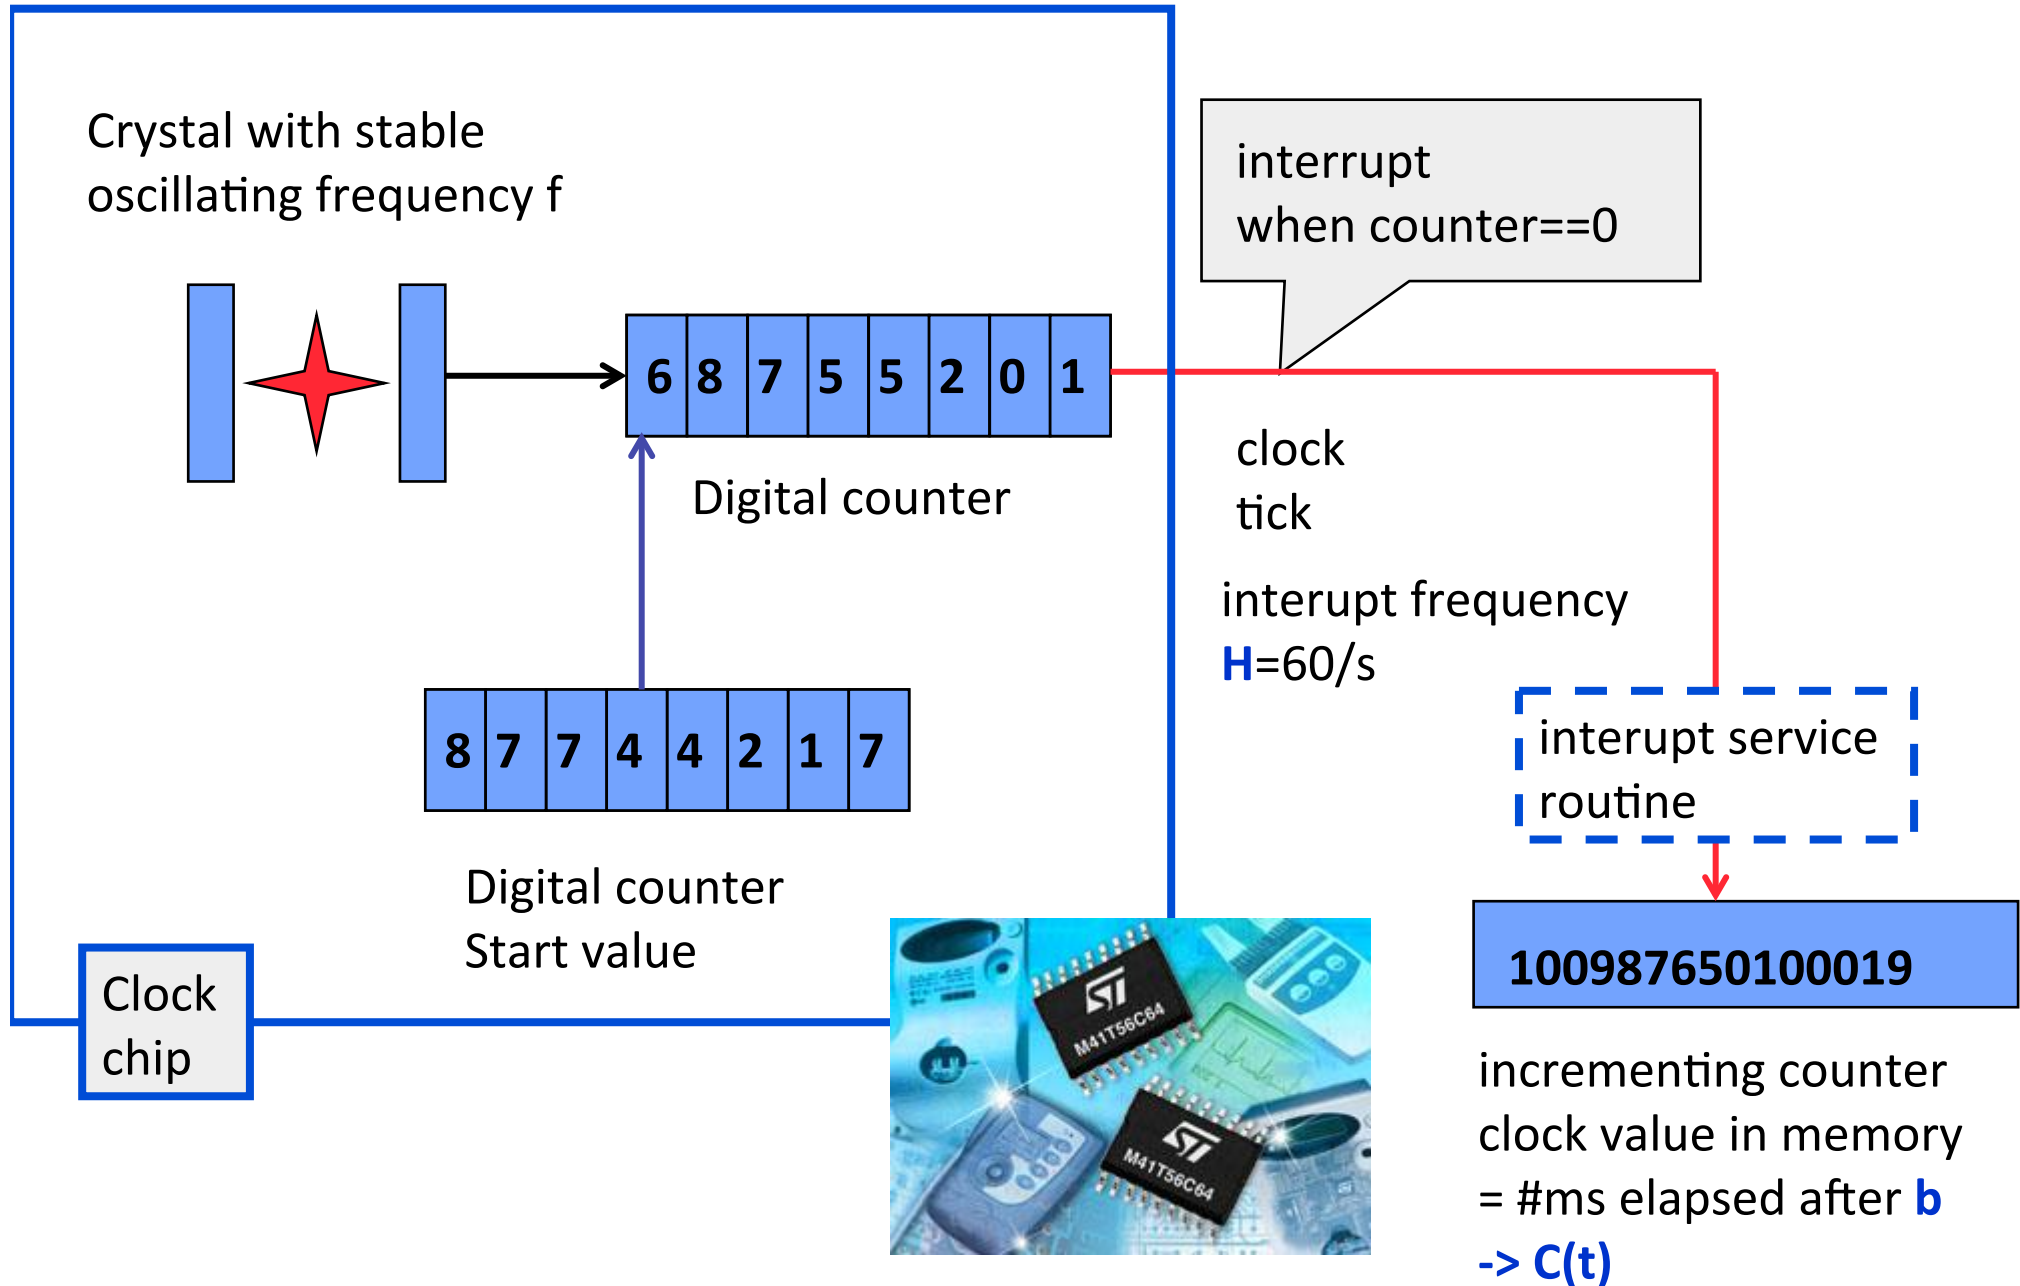 Crystal with stable
oscillating frequency f
interrupt
when counter==0
6 8 7 5 5 2 0 1
Digital counter
clock
tick
interupt frequency
H=60/s
8 7 7 4 4 2 1 7
Digital counter
Start value
interupt service
routine
100987650100019
Clock
chip
ST
M41T56C64
ST
M41T56C64
incrementing counter
clock value in memory
= #ms elapsed after b
-> C(t)